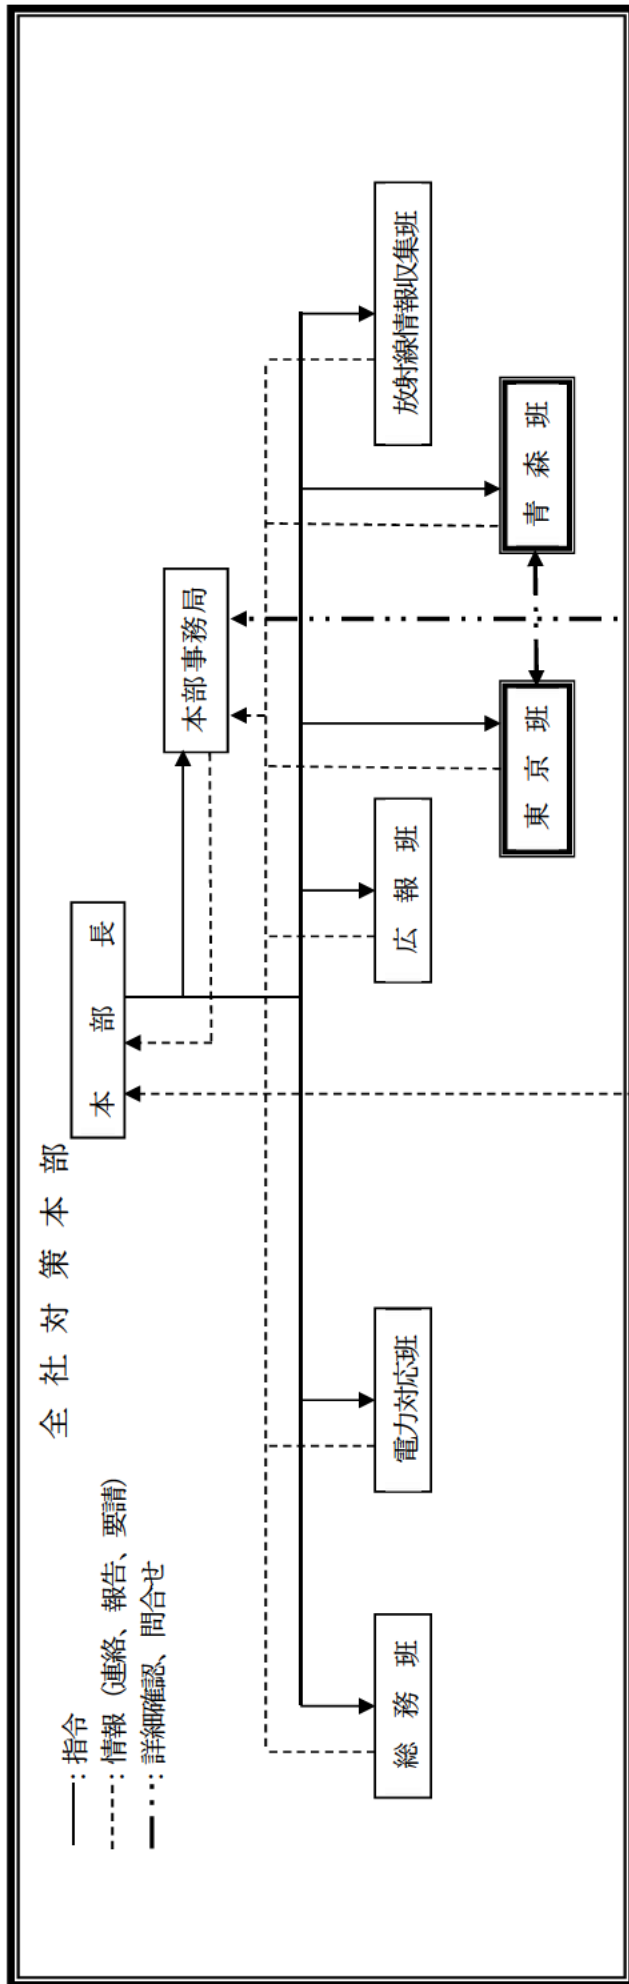 全社対策本部
――: 指令
-----: 情報（連絡、報告、要請）
━ ‥: 詳細確認、問合せ
本部長
本部事務局
総務班
電力対応班
広報班
放射線情報収集班
東京班
青森班